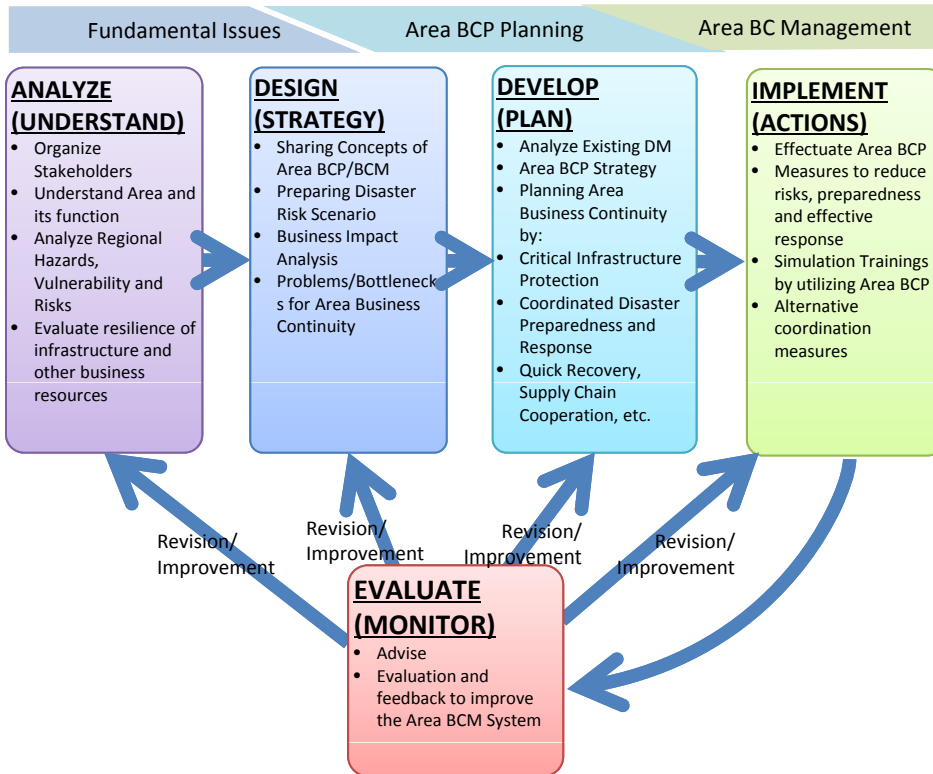 Fundamental Issues
Area BCP Planning
Area BC Management
ANALYZE
(UNDERSTAND)
• Organize
Stakeholders
• Understand Area and
its function
• Analyze Regional
Hazards,
Vulnerability and
Risks
• Evaluate resilience of
infrastructure and
other business
resources
DESIGN
(STRATEGY)
• Sharing Concepts of
Area BCP/BCM
• Preparing Disaster
Risk Scenario
• Business Impact
Analysis
• Problems/Bottleneck
s for Area Business
Continuity
DEVELOP
(PLAN)
• Analyze Existing DM
• Area BCP Strategy
• Planning Area
Business Continuity
by:
• Critical Infrastructure
Protection
• Coordinated Disaster
Preparedness and
Response
• Quick Recovery,
Supply Chain
Cooperation, etc.
IMPLEMENT
(ACTIONS)
• Effectuate Area BCP
• Measures to reduce
risks, preparedness
and effective
response
• Simulation Trainings
by utilizing Area BCP
• Alternative
coordination
measures
Revision/
Improvement
Revision/
Improvement
Revision/
Improvement
Revision/
Improvement
EVALUATE
(MONITOR)
• Advise
• Evaluation and
feedback to improve
the Area BCM System